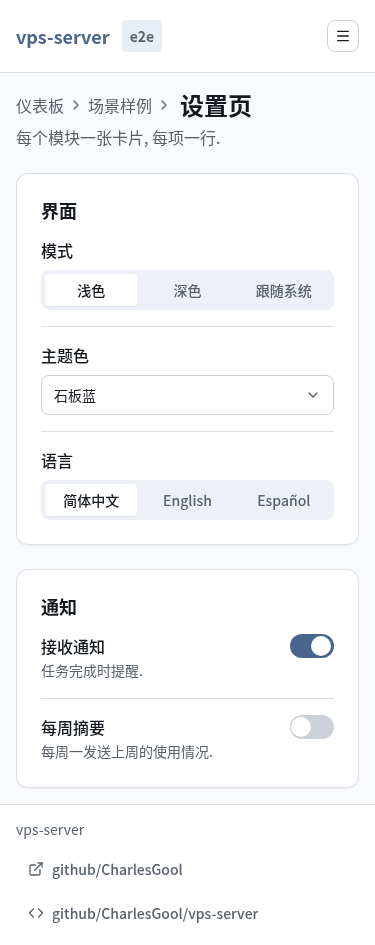 vps-server e2e
仪表板 > 场景样例 > 设置页
每个模块一张卡片, 每项一行.
界面
模式
浅色 深色 跟随系统
主题色
石板蓝
语言
简体中文 English Español
通知
接收通知
任务完成时提醒.
每周摘要
每周一发送上周的使用情况.
vps-server
github/CharlesGool
github/CharlesGool/vps-server